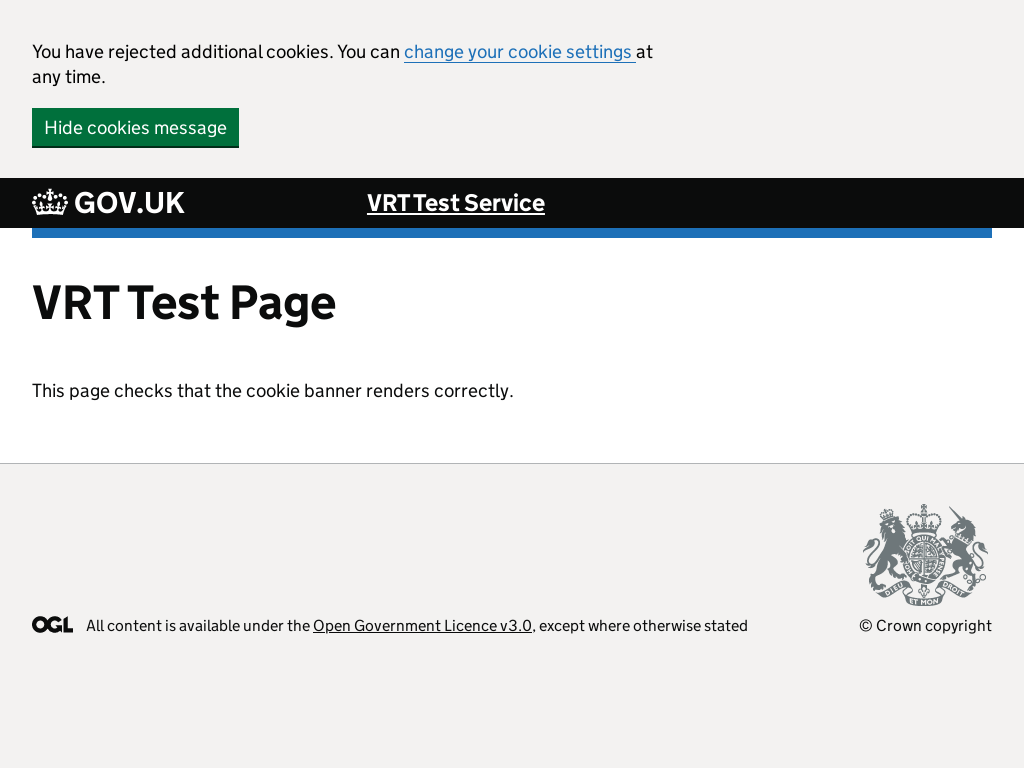 You have rejected additional cookies. You can change your cookie settings at
any time.
Hide cookies message
GOV.UK
VRT Test Service
VRT Test Page
This page checks that the cookie banner renders correctly.
OGL All content is available under the Open Government Licence v3.0, except where otherwise stated
© Crown copyright